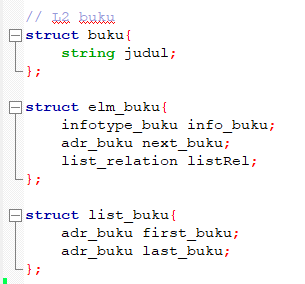 // L2 buku
struct buku{
string judul;
};
struct elm_buku{
infotype_buku info_buku;
adr_buku next_buku;
list_relation listRel;
};
struct list_buku{
adr_buku first_buku;
adr_buku last_buku;
};